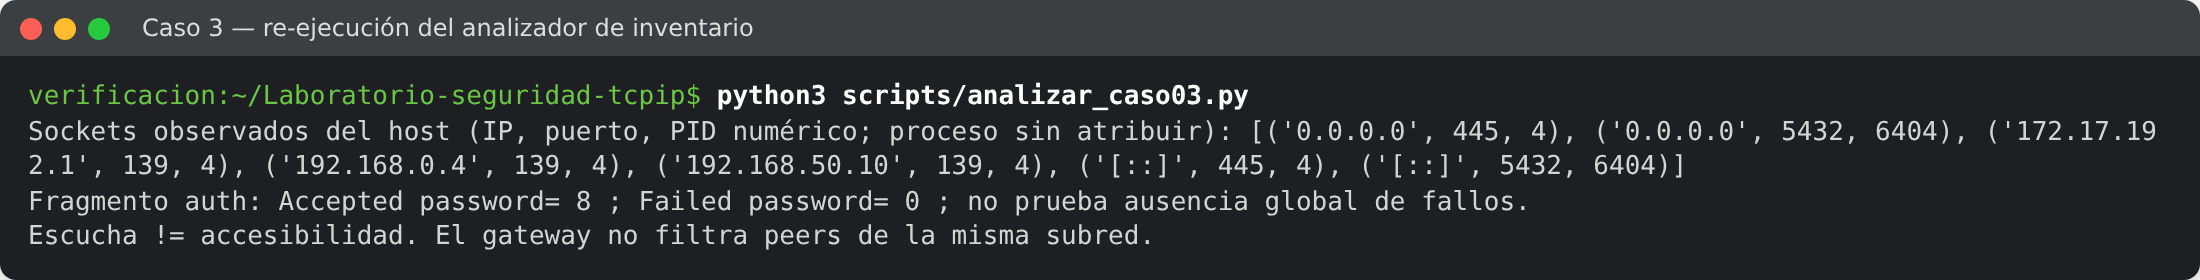 Caso 3 — re-ejecución del analizador de inventario
verificacion:~/Laboratorio-seguridad-tcpip$ python3 scripts/analizar_caso03.py
Sockets observados del host (IP, puerto, PID numérico; proceso sin atribuir): [('0.0.0.0', 445, 4), ('0.0.0.0', 5432, 6404), ('172.17.19
2.1', 139, 4), ('192.168.0.4', 139, 4), ('192.168.50.10', 139, 4), ('[::]', 445, 4), ('[::]', 5432, 6404)]
Fragmento auth: Accepted password= 8 ; Failed password= 0 ; no prueba ausencia global de fallos.
Escucha != accesibilidad. El gateway no filtra peers de la misma subred.